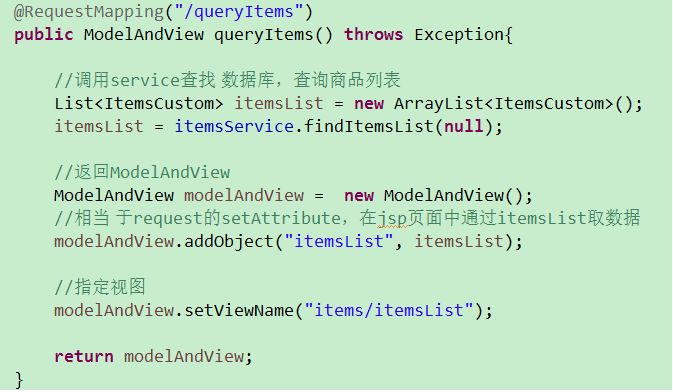 @RequestMapping("/queryItems")
public ModelAndView queryItems() throws Exception{
//调用service查找 数据库，查询商品列表
List<ItemsCustom> itemsList = new ArrayList<ItemsCustom>();
itemsList = itemsService.findItemsList(null);
//返回ModelAndView
ModelAndView modelAndView =  new ModelAndView();
//相当 于request的setAttribute，在jsp页面中通过itemsList取数据
modelAndView.addObject("itemsList", itemsList);
//指定视图
modelAndView.setViewName("items/itemsList");
return modelAndView;
}